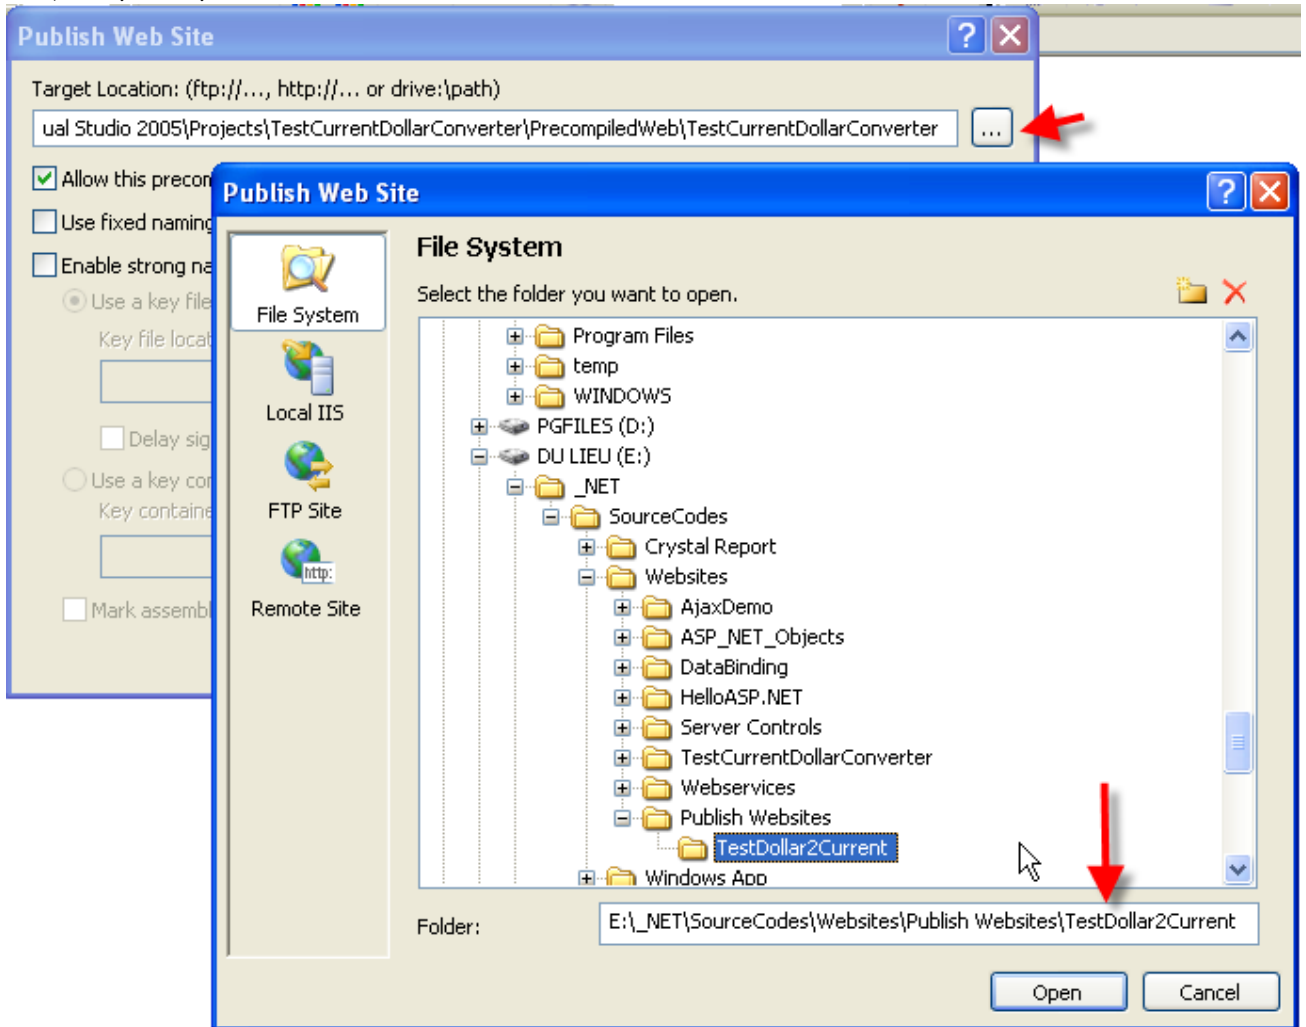 Publish Web Site
Target Location: (ftp://..., http://... or drive:\path)
ual Studio 2005\Projects\TestCurrentDollarConverter\PrecompiledWeb\TestCurrentDollarConverter
...
Allow this precom
Use fixed naming
Enable strong na
Use a key file
Key file locat
Delay sig
Use a key con
Key containe
Mark assembl
Publish Web Site
File System
Local IIS
FTP Site
http:
Remote Site
File System
Select the folder you want to open.
Program Files
temp
WINDOWS
PGFILES (D:)
DU LIEU (E:)
_NET
SourceCodes
Crystal Report
Websites
AjaxDemo
ASP_NET_Objects
DataBinding
HelloASP.NET
Server Controls
TestCurrentDollarConverter
Webservices
Publish Websites
TestDollar2Current
Windows App
Folder:
E:\_NET\SourceCodes\Websites\Publish Websites\TestDollar2Current
Open
Cancel